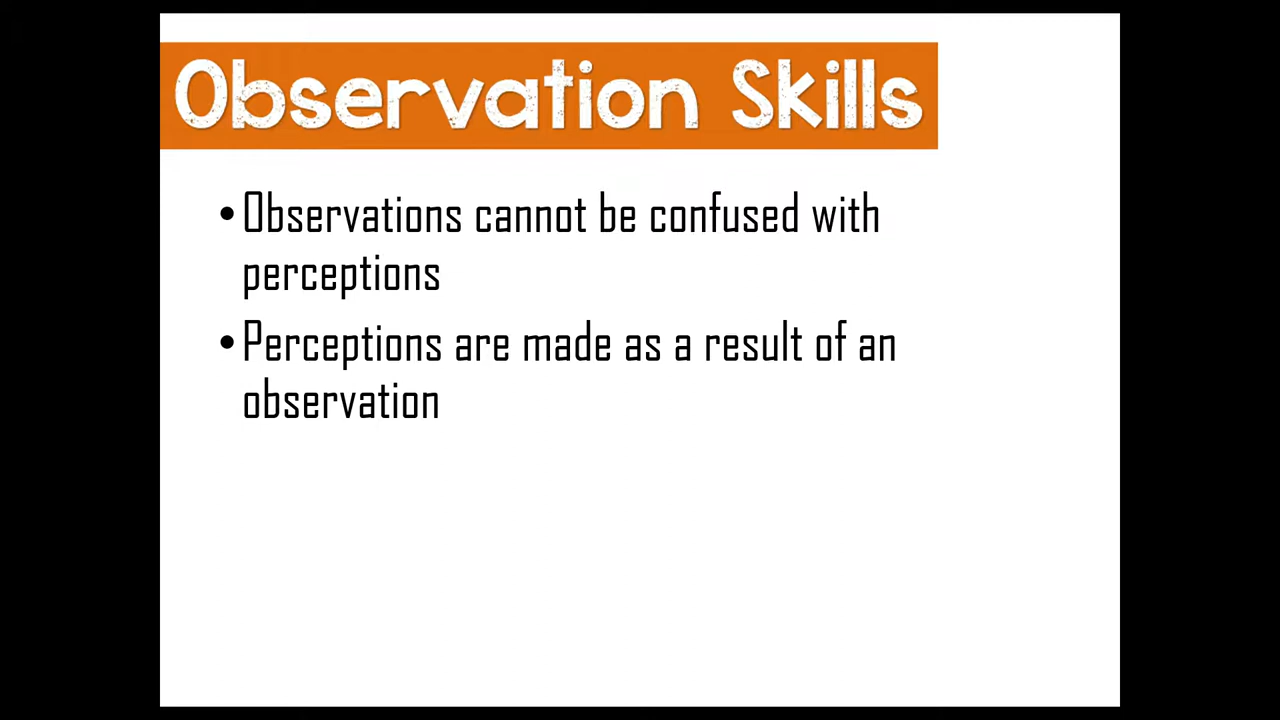 Observation Skills
• Observations cannot be confused with
perceptions
• Perceptions are made as a result of an
observation